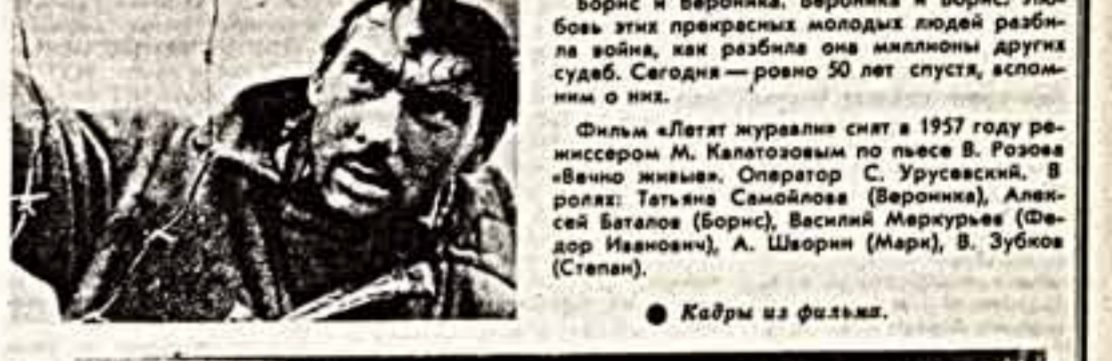 Борис и Вероника. Вероника и Борис. Лю-
бовь этих прекрасных молодых людей разби-
ла война, как разбила она миллионы других
судеб. Сегодня — ровно 50 лет спустя, вспом-
ним о них.
Фильм «Летят журавли» снят в 1957 году ре-
жиссером М. Калатозовым по пьесе В. Розова
«Вечно живые». Оператор С. Урусевский. В
ролях: Татьяна Самойлова (Вероника), Алек-
сей Баталов (Борис), Василий Меркурьев (Фе-
дор Иванович), А. Шворин (Марк), В. Зубков
(Степан).
● Кадры из фильма.